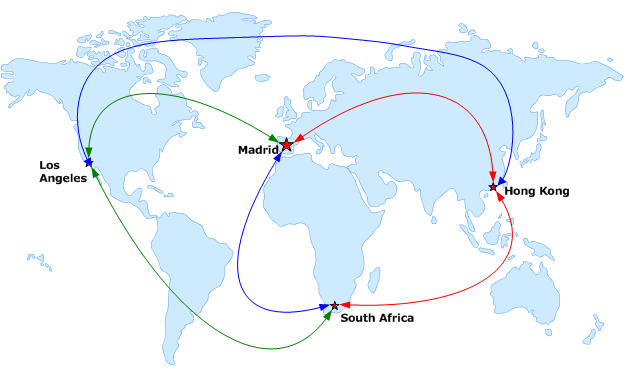 Madrid
Los
Angeles
Hong Kong
South Africa